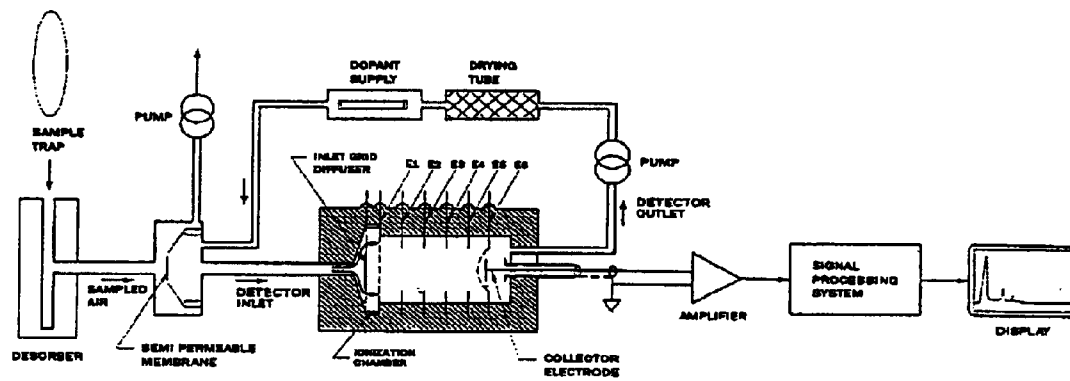 SAMPLE
TRAP
PUMP
DOPANT
SUPPLY
DRYING
TUBE
INLET GRID
DIFFUSER
E1 E2 E3 E4 E5 E6
PUMP
DETECTOR
OUTLET
SAMPLED
AIR
DETECTOR
INLET
DESORBER
SEMI PERMEABLE
MEMBRANE
IONIZATION
CHAMBER
COLLECTOR
ELECTRODE
AMPLIFIER
SIGNAL
PROCESSING
SYSTEM
DISPLAY